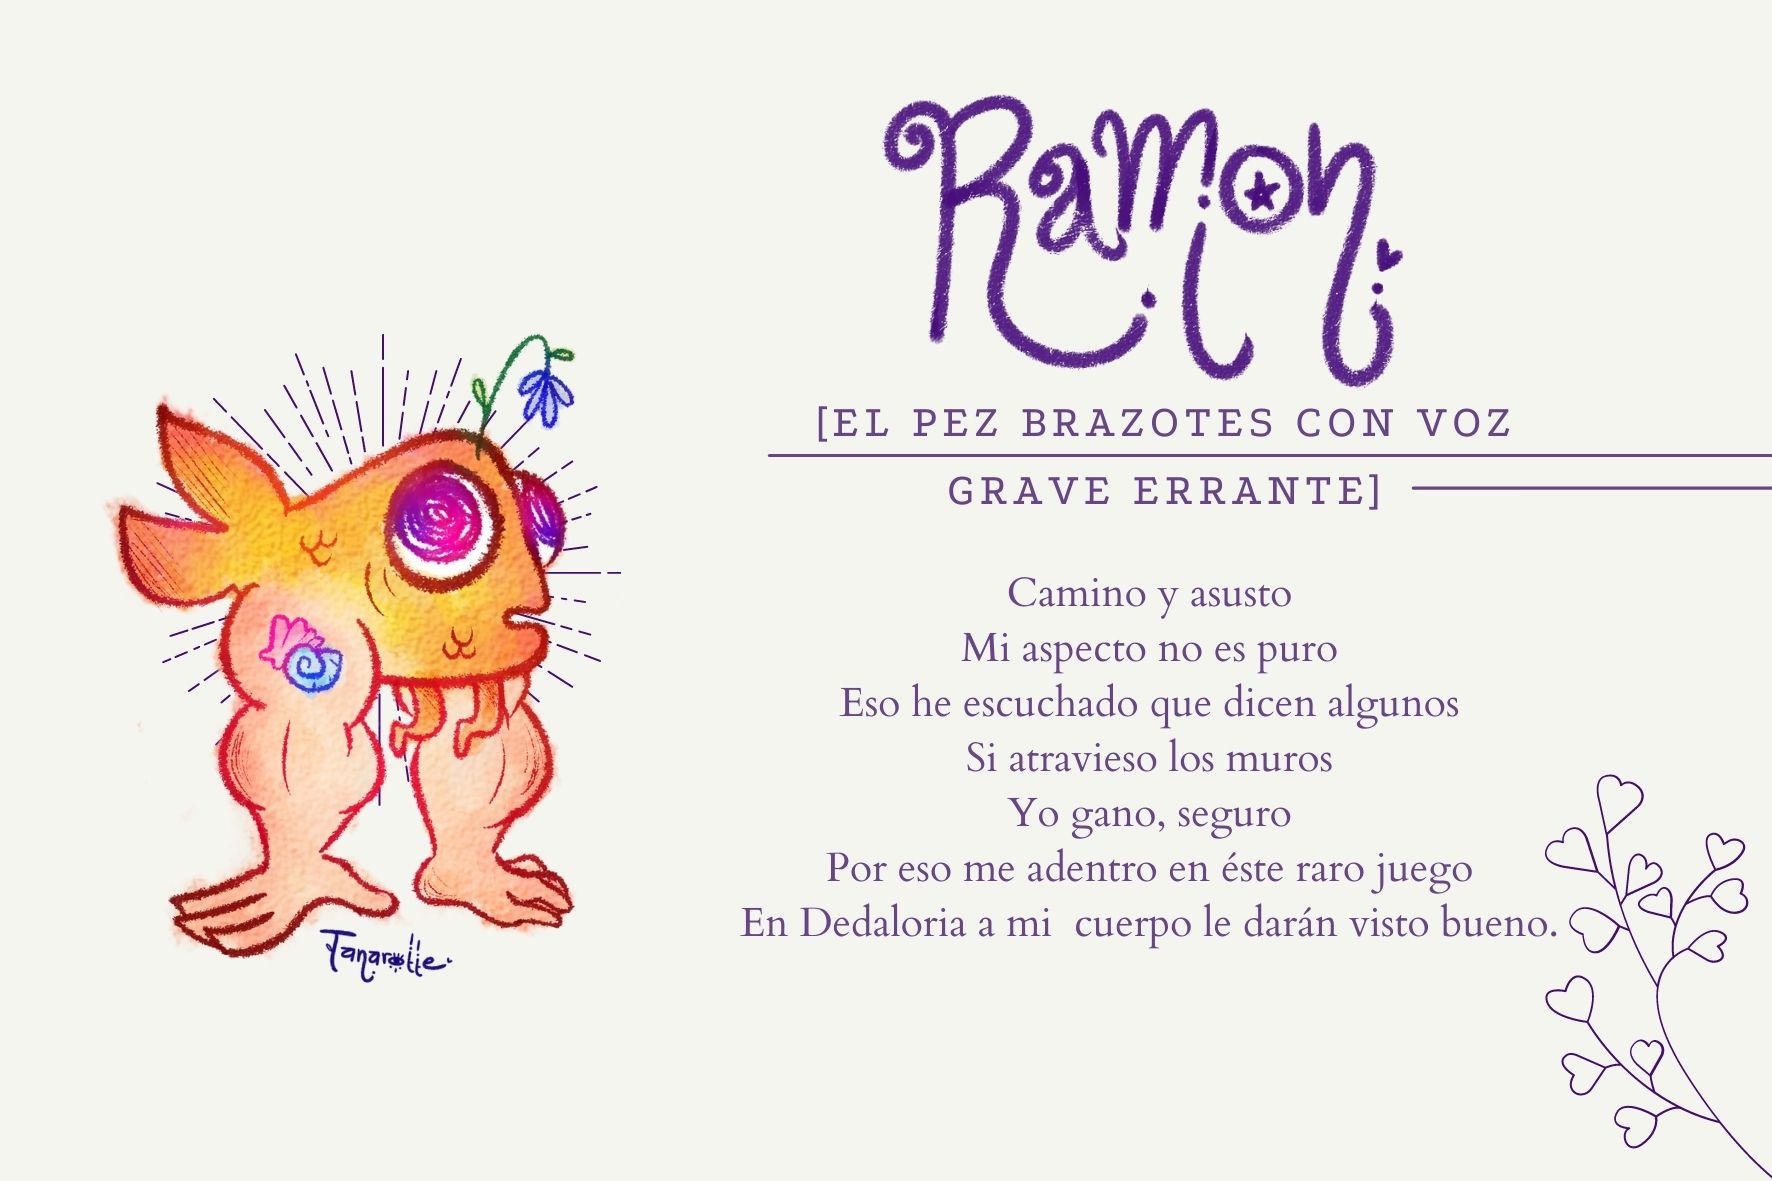 Ramon
[EL PEZ BRAZOTES CON VOZ
GRAVE ERRANTE]
Camino y asusto
Mi aspecto no es puro
Eso he escuchado que dicen algunos
Si atravieso los muros
Yo gano, seguro
Por eso me adentro en éste raro juego
En Dedaloria a mi  cuerpo le darán visto bueno.
Tanarotte